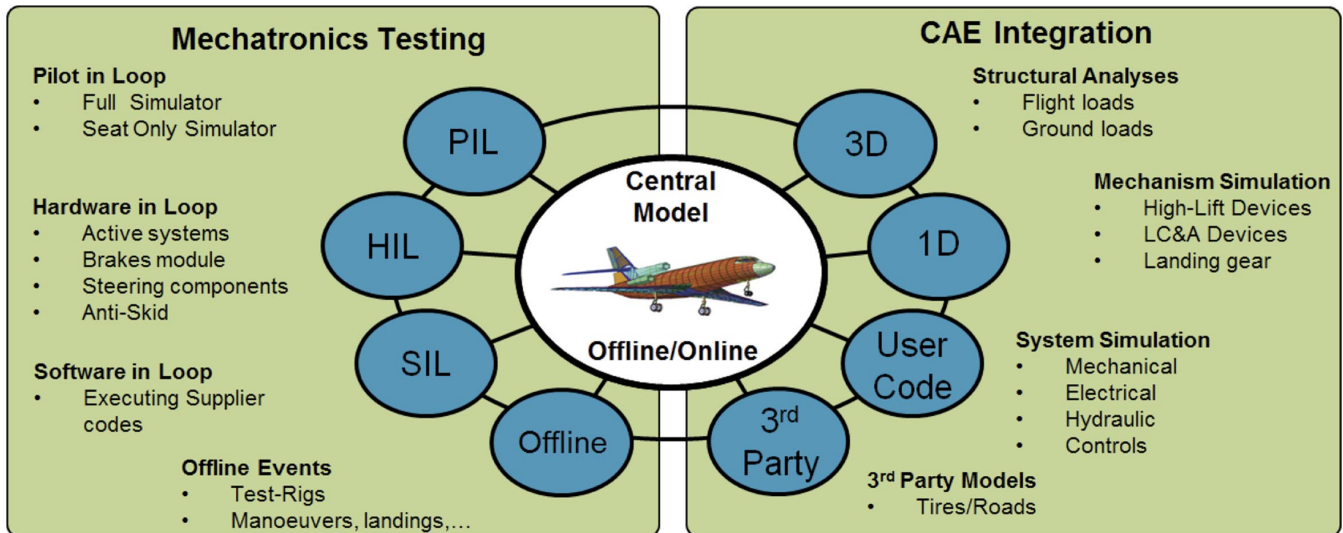 Mechatronics Testing
Pilot in Loop
• Full Simulator
• Seat Only Simulator
Hardware in Loop
• Active systems
• Brakes module
• Steering components
• Anti-Skid
Software in Loop
• Executing Supplier
codes
Offline Events
• Test-Rigs
• Manoeuvers, landings,...
PIL
HIL
SIL
Offline
Central
Model
Offline/Online
CAE Integration
3D
1D
User
Code
3rd
Party
Structural Analyses
• Flight loads
• Ground loads
Mechanism Simulation
• High-Lift Devices
• LC&A Devices
• Landing gear
System Simulation
• Mechanical
• Electrical
• Hydraulic
• Controls
3rd Party Models
• Tires/Roads